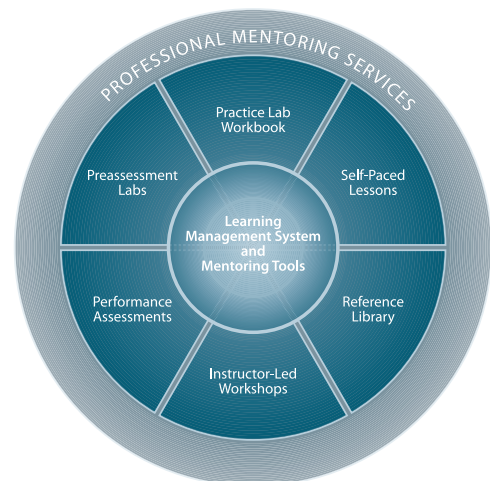 PROFESSIONAL MENTORING SERVICES
Practice Lab
Workbook
Preassessment
Labs
Self-Paced
Lessons
Learning
Management System
and
Mentoring Tools
Performance
Assessments
Reference
Library
Instructor-Led
Workshops